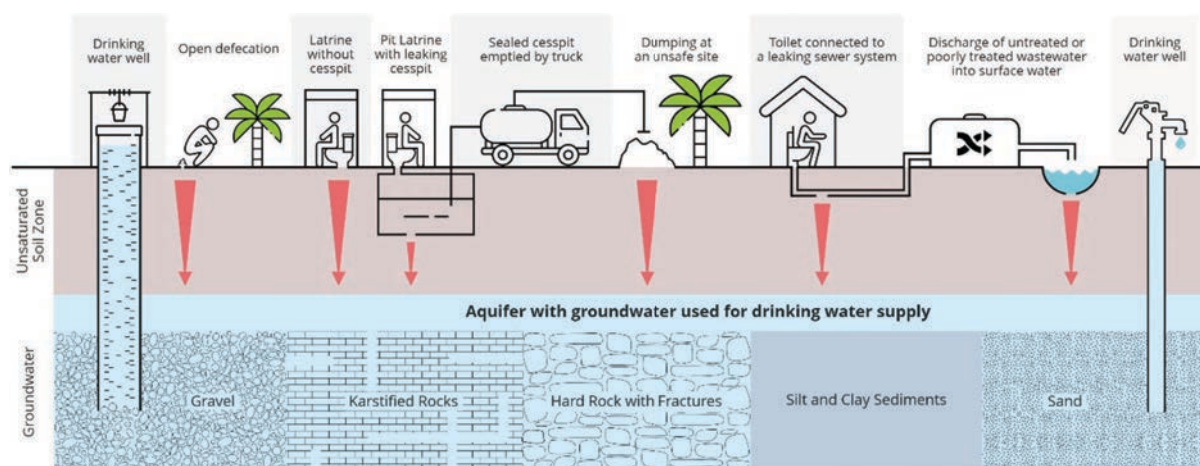 Drinking
water well
Open defecation
Latrine
without
cesspit
Pit Latrine
with leaking
cesspit
Sealed cesspit
emptied by truck
Dumping at
an unsafe site
Toilet connected to
a leaking sewer system
Discharge of untreated or
poorly treated wastewater
into surface water
Drinking
water well
Unsaturated
Soil Zone
Aquifer with groundwater used for drinking water supply
Groundwater
Gravel
Karstified Rocks
Hard Rock with Fractures
Silt and Clay Sediments
Sand